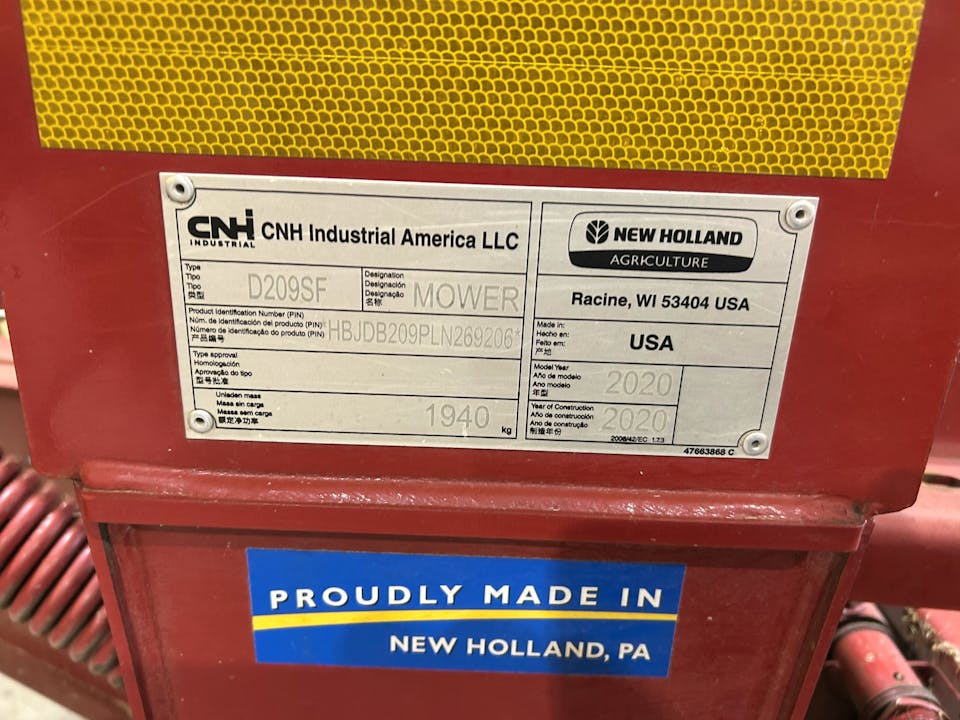 CNH INDUSTRIAL CNH Industrial America LLC
Type
Tipo
Tipo
类型
D209SF
Designation
Designación
Designação
名称
MOWER
Product Identification Number (PIN)
Núm. de identificación del producto (PIN)
Número de identificação do produto (PIN)
产品编号
*HBJDB209PLN269206*
Type approval
Homologación
Aprovação do tipo
型号批准
Unladen mass
Masa sin carga
Massa sem carga
额定净功率
1940 kg
NEW HOLLAND
AGRICULTURE
Racine, WI 53404 USA
Made in:
Hecho en:
Feito em:
产地
USA
Model Year
Año de modelo
Ano modelo
年型
2020
Year of Construction
Año de construcción
Ano de construção
制造年份
2020
2006/42/EC 1.7.3
47663868 C
PROUDLY MADE IN
NEW HOLLAND, PA